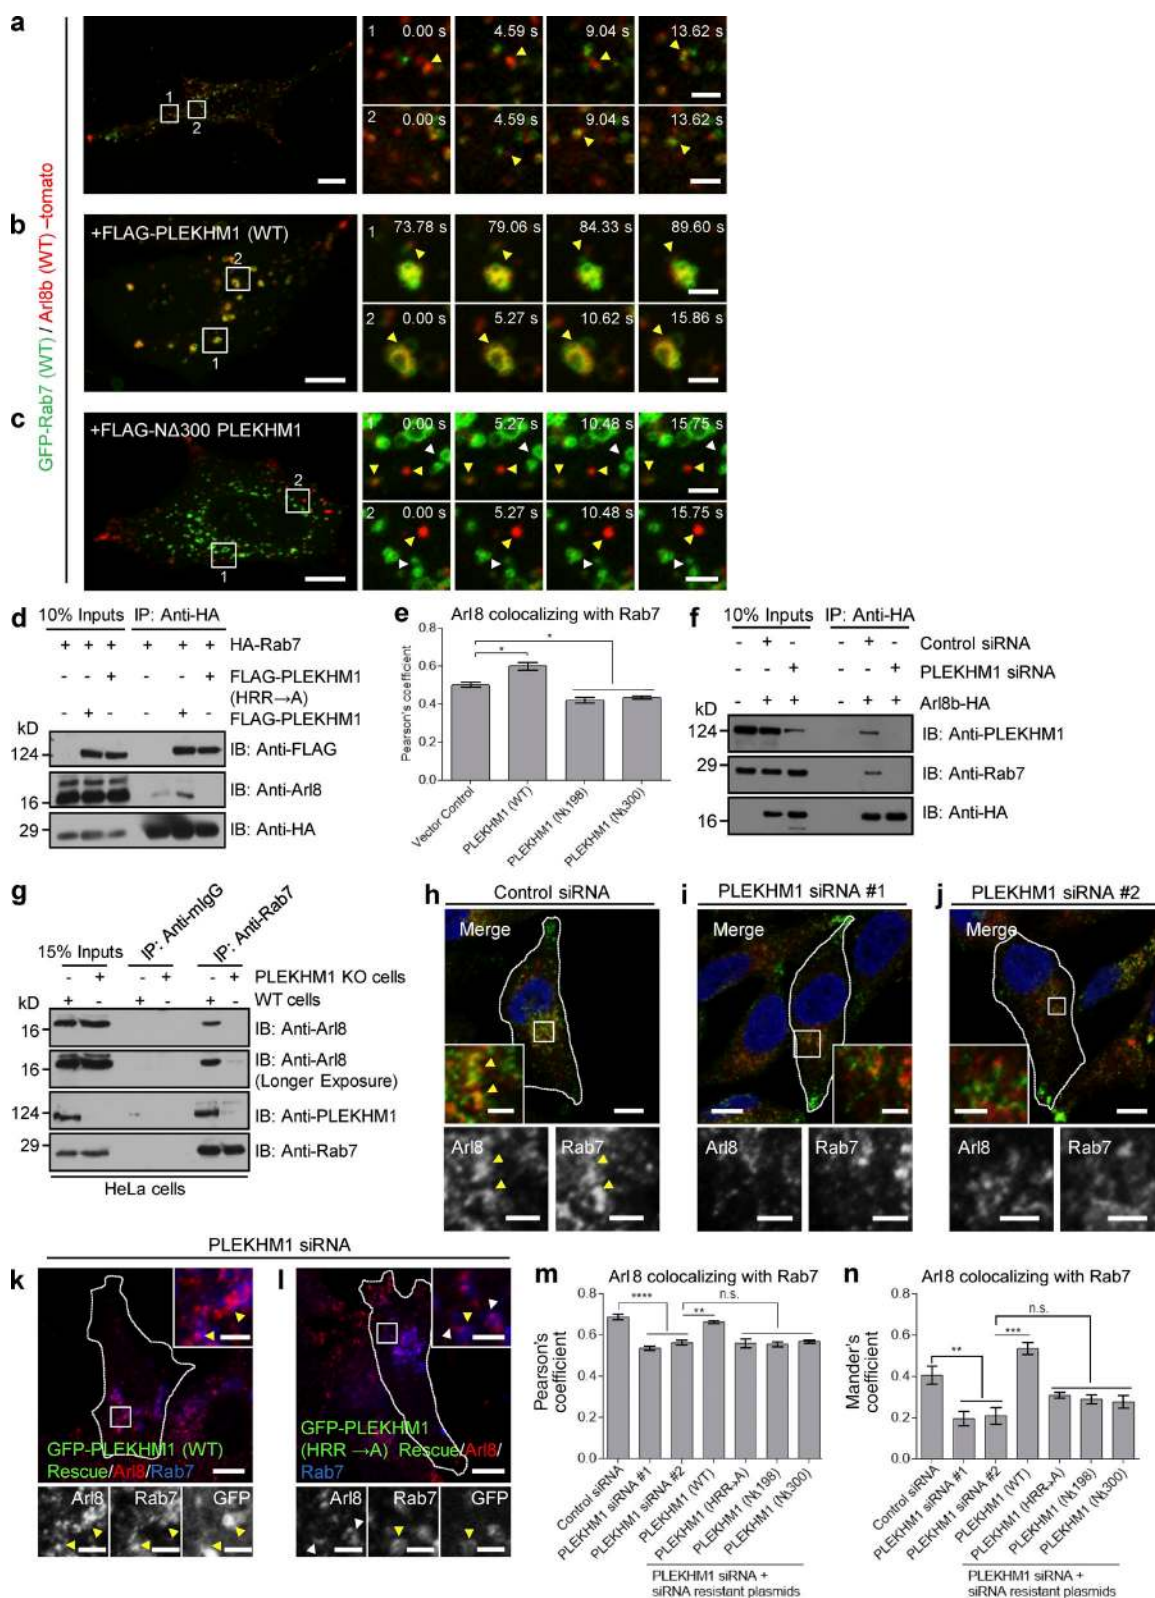 a
GFP-Rab7 (WT) / Arl8b (WT) –tomato
1
2
1 0.00 s 4.59 s 9.04 s 13.62 s
2 0.00 s 4.59 s 9.04 s 13.62 s
b
+FLAG-PLEKHM1 (WT)
2
1
1 73.78 s 79.06 s 84.33 s 89.60 s
2 0.00 s 5.27 s 10.62 s 15.86 s
c
+FLAG-NΔ300 PLEKHM1
2
1
1 0.00 s 5.27 s 10.48 s 15.75 s
2 0.00 s 5.27 s 10.48 s 15.75 s
d
10% Inputs IP: Anti-HA
+ + + + + + HA-Rab7
- - + - - + FLAG-PLEKHM1
(HRR→A)
- + - - + - FLAG-PLEKHM1
kD
124 IB: Anti-FLAG
16 IB: Anti-Arl8
29 IB: Anti-HA
e
Arl8 colocalizing with Rab7
*
*
Pearson's coefficient
0.8
0.6
0.4
0.2
0.0
Vector Control
PLEKHM1 (WT)
PLEKHM1 (NΔ198)
PLEKHM1 (NΔ300)
f
10% Inputs IP: Anti-HA
- + - - + - Control siRNA
- - + - - + PLEKHM1 siRNA
- + + - + + Arl8b-HA
kD
124 IB: Anti-PLEKHM1
29 IB: Anti-Rab7
16 IB: Anti-HA
g
15% Inputs IP: Anti-mIgG IP: Anti-Rab7
- + - + - + PLEKHM1 KO cells
+ - + - + - WT cells
kD
16 IB: Anti-Arl8
16 IB: Anti-Arl8
(Longer Exposure)
124 IB: Anti-PLEKHM1
29 IB: Anti-Rab7
HeLa cells
h
Control siRNA
Merge
Arl8 Rab7
i
PLEKHM1 siRNA #1
Merge
Arl8 Rab7
j
PLEKHM1 siRNA #2
Merge
Arl8 Rab7
PLEKHM1 siRNA
k
GFP-PLEKHM1 (WT)
Rescue/Arl8/Rab7
Arl8 Rab7 GFP
l
GFP-PLEKHM1
(HRR →A) Rescue/Arl8/
Rab7
Arl8 Rab7 GFP
m
Arl8 colocalizing with Rab7
n.s.
****
**
Pearson's
coefficient
0.8
0.6
0.4
0.2
0.0
Control siRNA
PLEKHM1 siRNA #1
PLEKHM1 siRNA #2
PLEKHM1 (WT)
PLEKHM1 (HRR→A)
PLEKHM1 (NΔ198)
PLEKHM1 (NΔ300)
PLEKHM1 siRNA +
siRNA resistant plasmids
n
Arl8 colocalizing with Rab7
n.s.
***
**
Mander's
coefficient
0.8
0.6
0.4
0.2
0.0
Control siRNA
PLEKHM1 siRNA #1
PLEKHM1 siRNA #2
PLEKHM1 (WT)
PLEKHM1 (HRR→A)
PLEKHM1 (NΔ198)
PLEKHM1 (NΔ300)
PLEKHM1 siRNA +
siRNA resistant plasmids